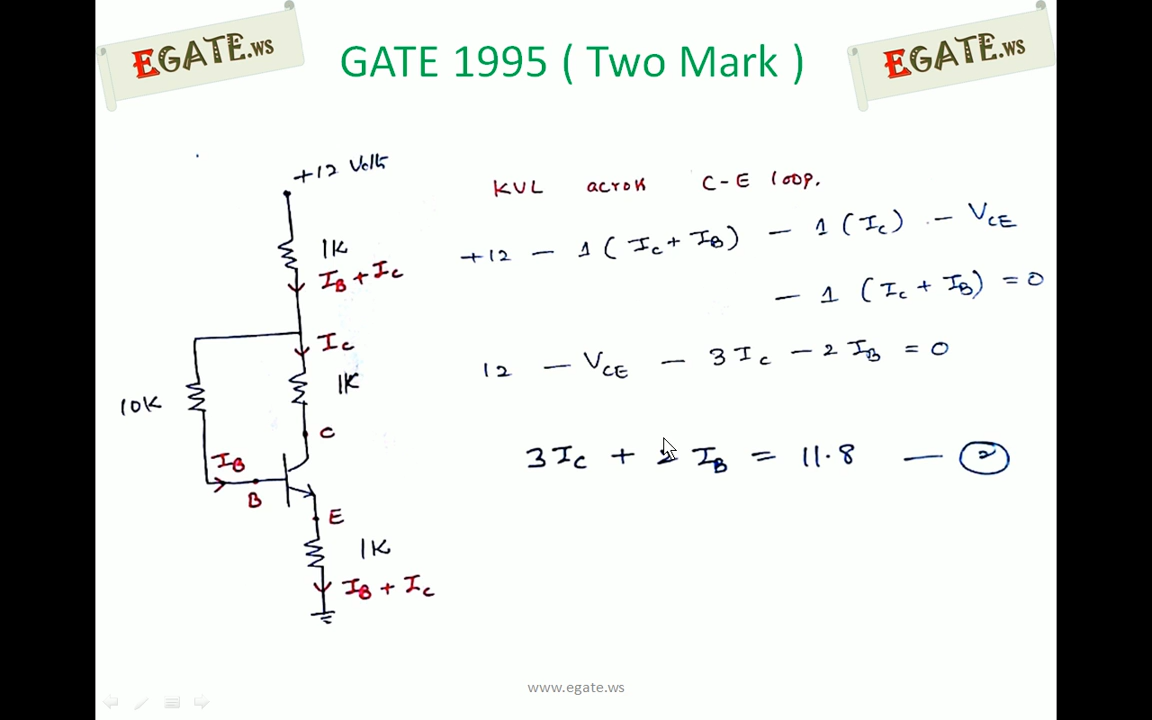 EGATE.ws
GATE 1995 ( Two Mark )
EGATE.ws
+12 Volts
1K
IB + IC
IC
1K
10K
C
IB
B
E
1K
IB + IC
KVL across C-E loop.
+12 - 1 (IC + IB) - 1 (IC) - VCE
- 1 (IC + IB) = 0
12 - VCE - 3 IC - 2 IB = 0
3 IC + 2 IB = 11.8 — 2
www.egate.ws